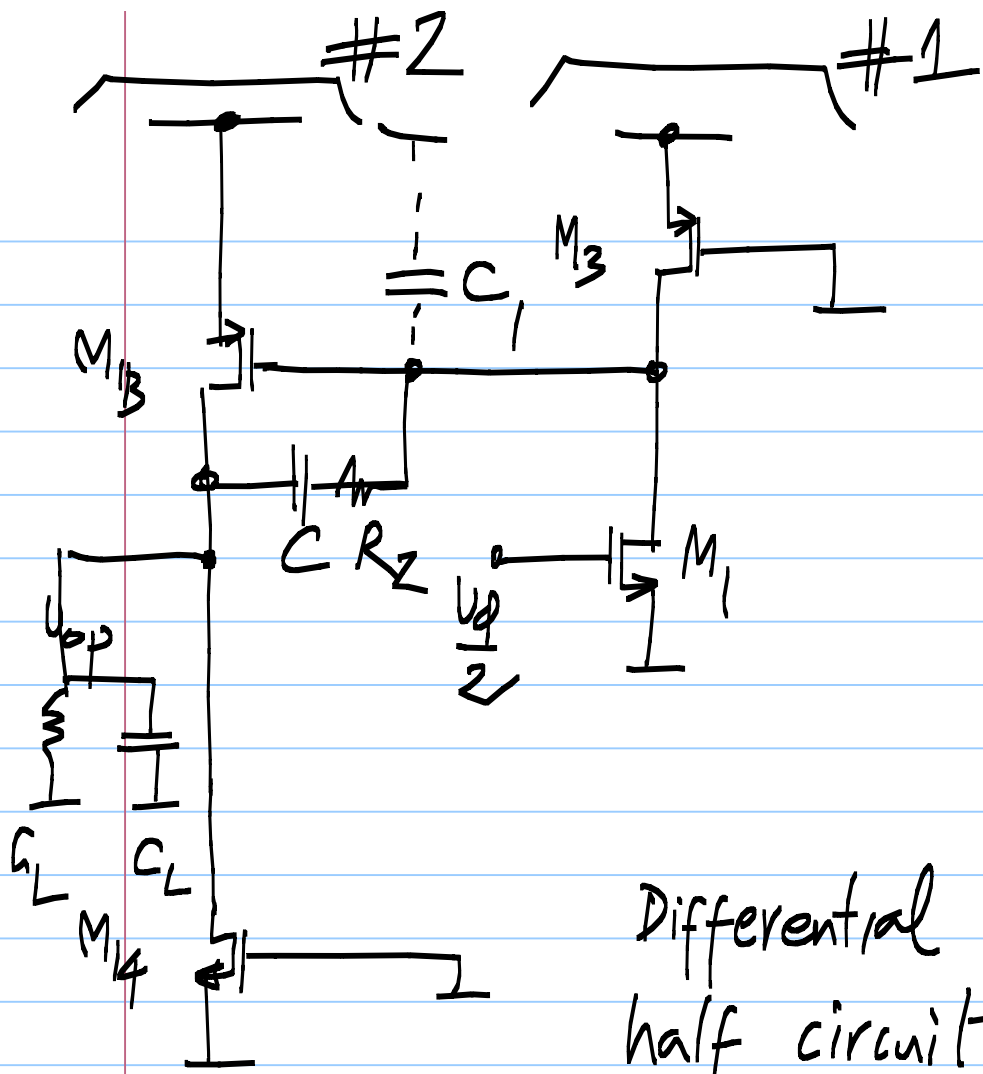 #2
#1
M3
C1
M13
C RZ
M1
vd/2
vop
GL CL
M14
Differential
half circuit